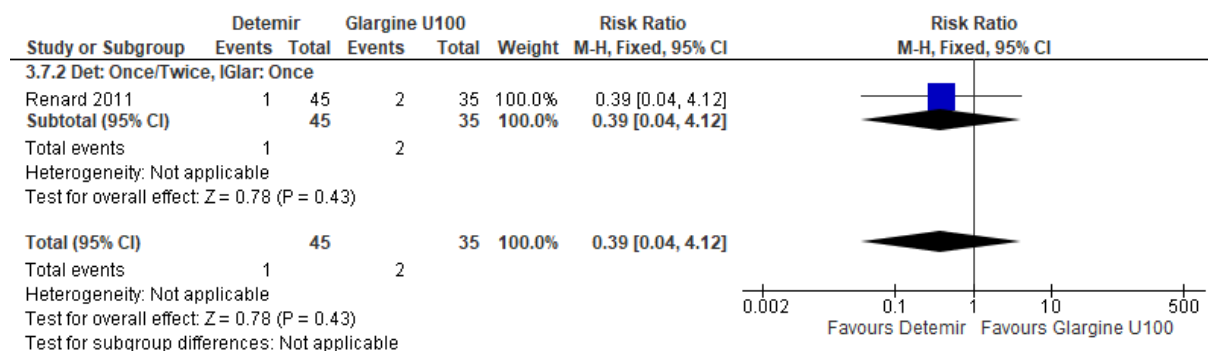 Detemir Glargine U100 Risk Ratio Risk Ratio
Study or Subgroup Events Total Events Total Weight M-H, Fixed, 95% CI M-H, Fixed, 95% CI
3.7.2 Det: Once/Twice, IGlar: Once
Renard 2011 1 45 2 35 100.0% 0.39 [0.04, 4.12]
Subtotal (95% CI) 45 35 100.0% 0.39 [0.04, 4.12]
Total events 1 2
Heterogeneity: Not applicable
Test for overall effect: Z = 0.78 (P = 0.43)
Total (95% CI) 45 35 100.0% 0.39 [0.04, 4.12]
Total events 1 2
Heterogeneity: Not applicable
Test for overall effect: Z = 0.78 (P = 0.43)
Test for subgroup differences: Not applicable
0.002 0.1 1 10 500
Favours Detemir Favours Glargine U100